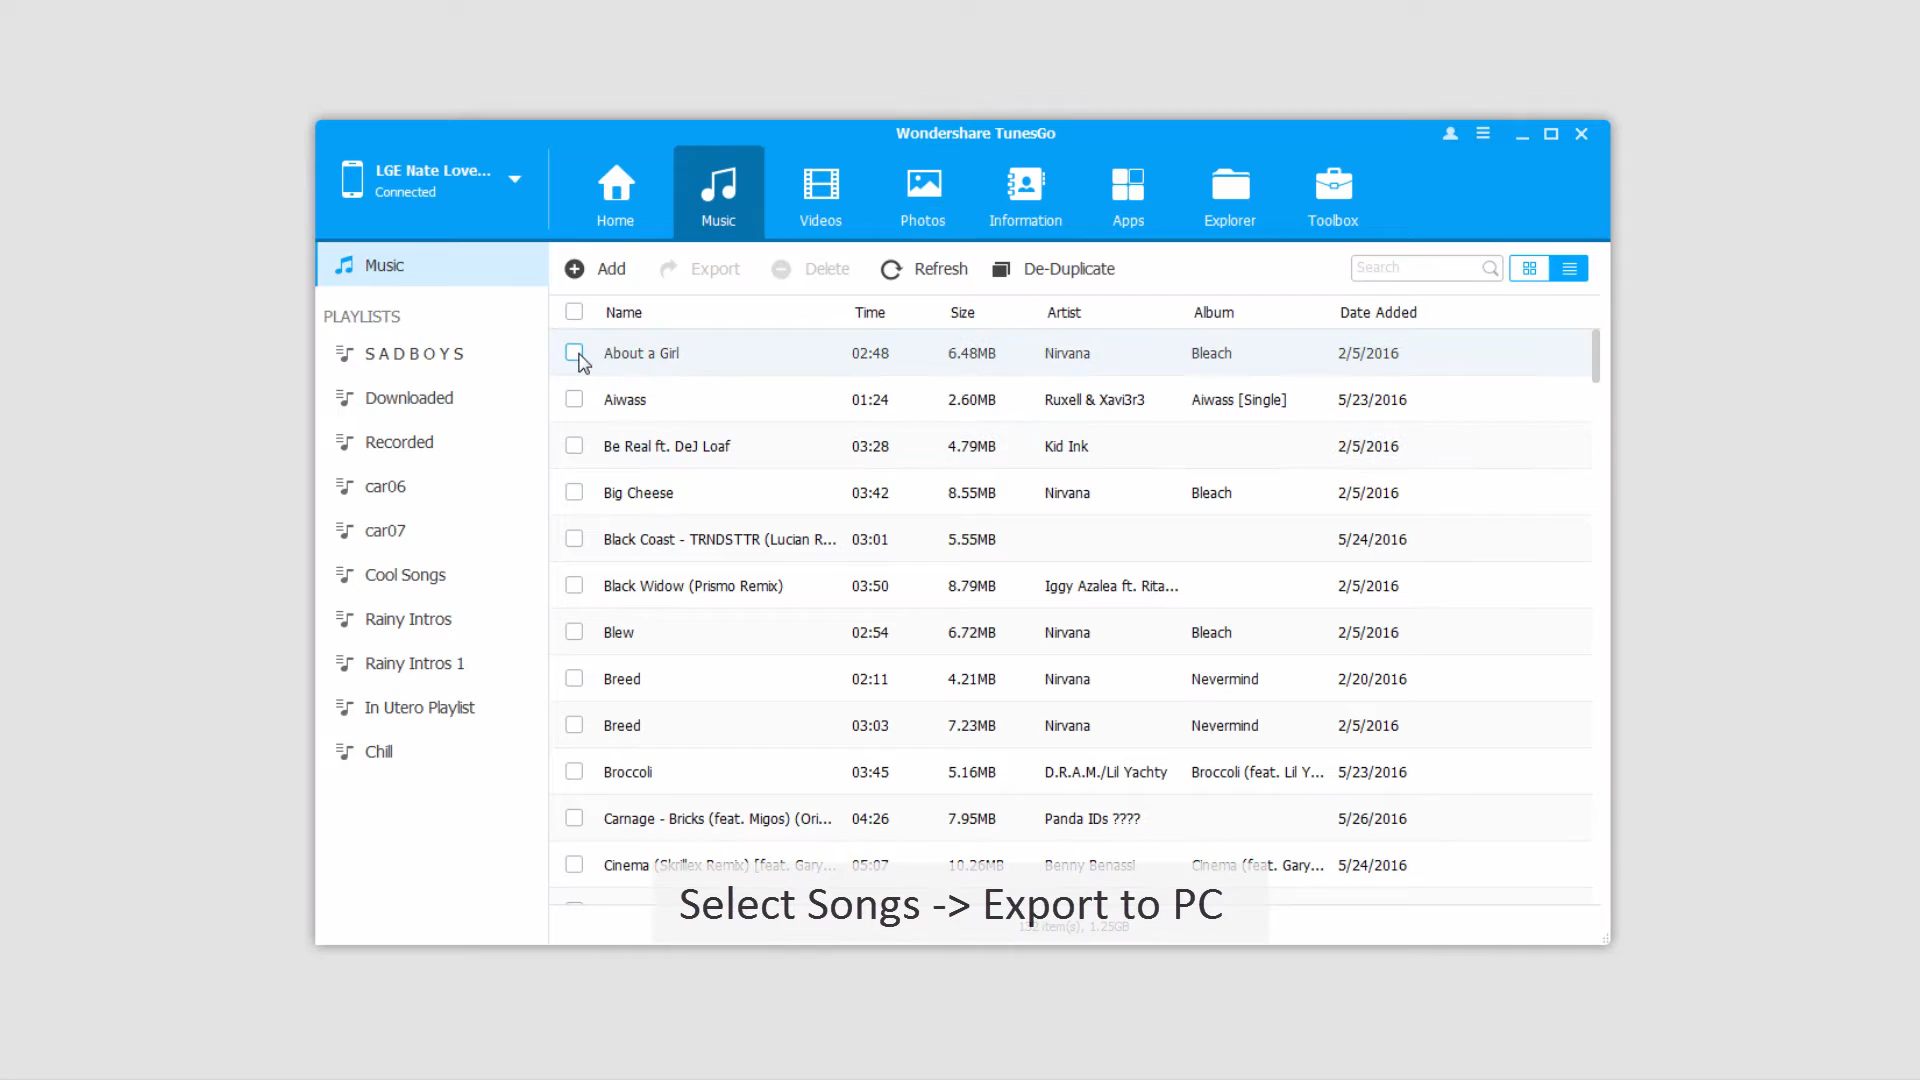 Wondershare TunesGo
LGE Nate Love...
Connected
Home
Music
Videos
Photos
Information
Apps
Explorer
Toolbox
Music
PLAYLISTS
S A D B O Y S
Downloaded
Recorded
car06
car07
Cool Songs
Rainy Intros
Rainy Intros 1
In Utero Playlist
Chill
Add Export Delete Refresh De-Duplicate Search
Name Time Size Artist Album Date Added
About a Girl 02:48 6.48MB Nirvana Bleach 2/5/2016
Aiwass 01:24 2.60MB Ruxell & Xavi3r3 Aiwass [Single] 5/23/2016
Be Real ft. DeJ Loaf 03:28 4.79MB Kid Ink 2/5/2016
Big Cheese 03:42 8.55MB Nirvana Bleach 2/5/2016
Black Coast - TRNDSTTR (Lucian R... 03:01 5.55MB 5/24/2016
Black Widow (Prismo Remix) 03:50 8.79MB Iggy Azalea ft. Rita... 2/5/2016
Blew 02:54 6.72MB Nirvana Bleach 2/5/2016
Breed 02:11 4.21MB Nirvana Nevermind 2/20/2016
Breed 03:03 7.23MB Nirvana Nevermind 2/5/2016
Broccoli 03:45 5.16MB D.R.A.M./Lil Yachty Broccoli (feat. Lil Y... 5/23/2016
Carnage - Bricks (feat. Migos) (Ori... 04:26 7.95MB Panda IDs ???? 5/26/2016
Cinema (Skrillex Remix) [feat. Gary... 05:07 10.26MB Benny Benassi Cinema (feat. Gary... 5/24/2016
Select Songs -> Export to PC
132 item(s), 1.25GB